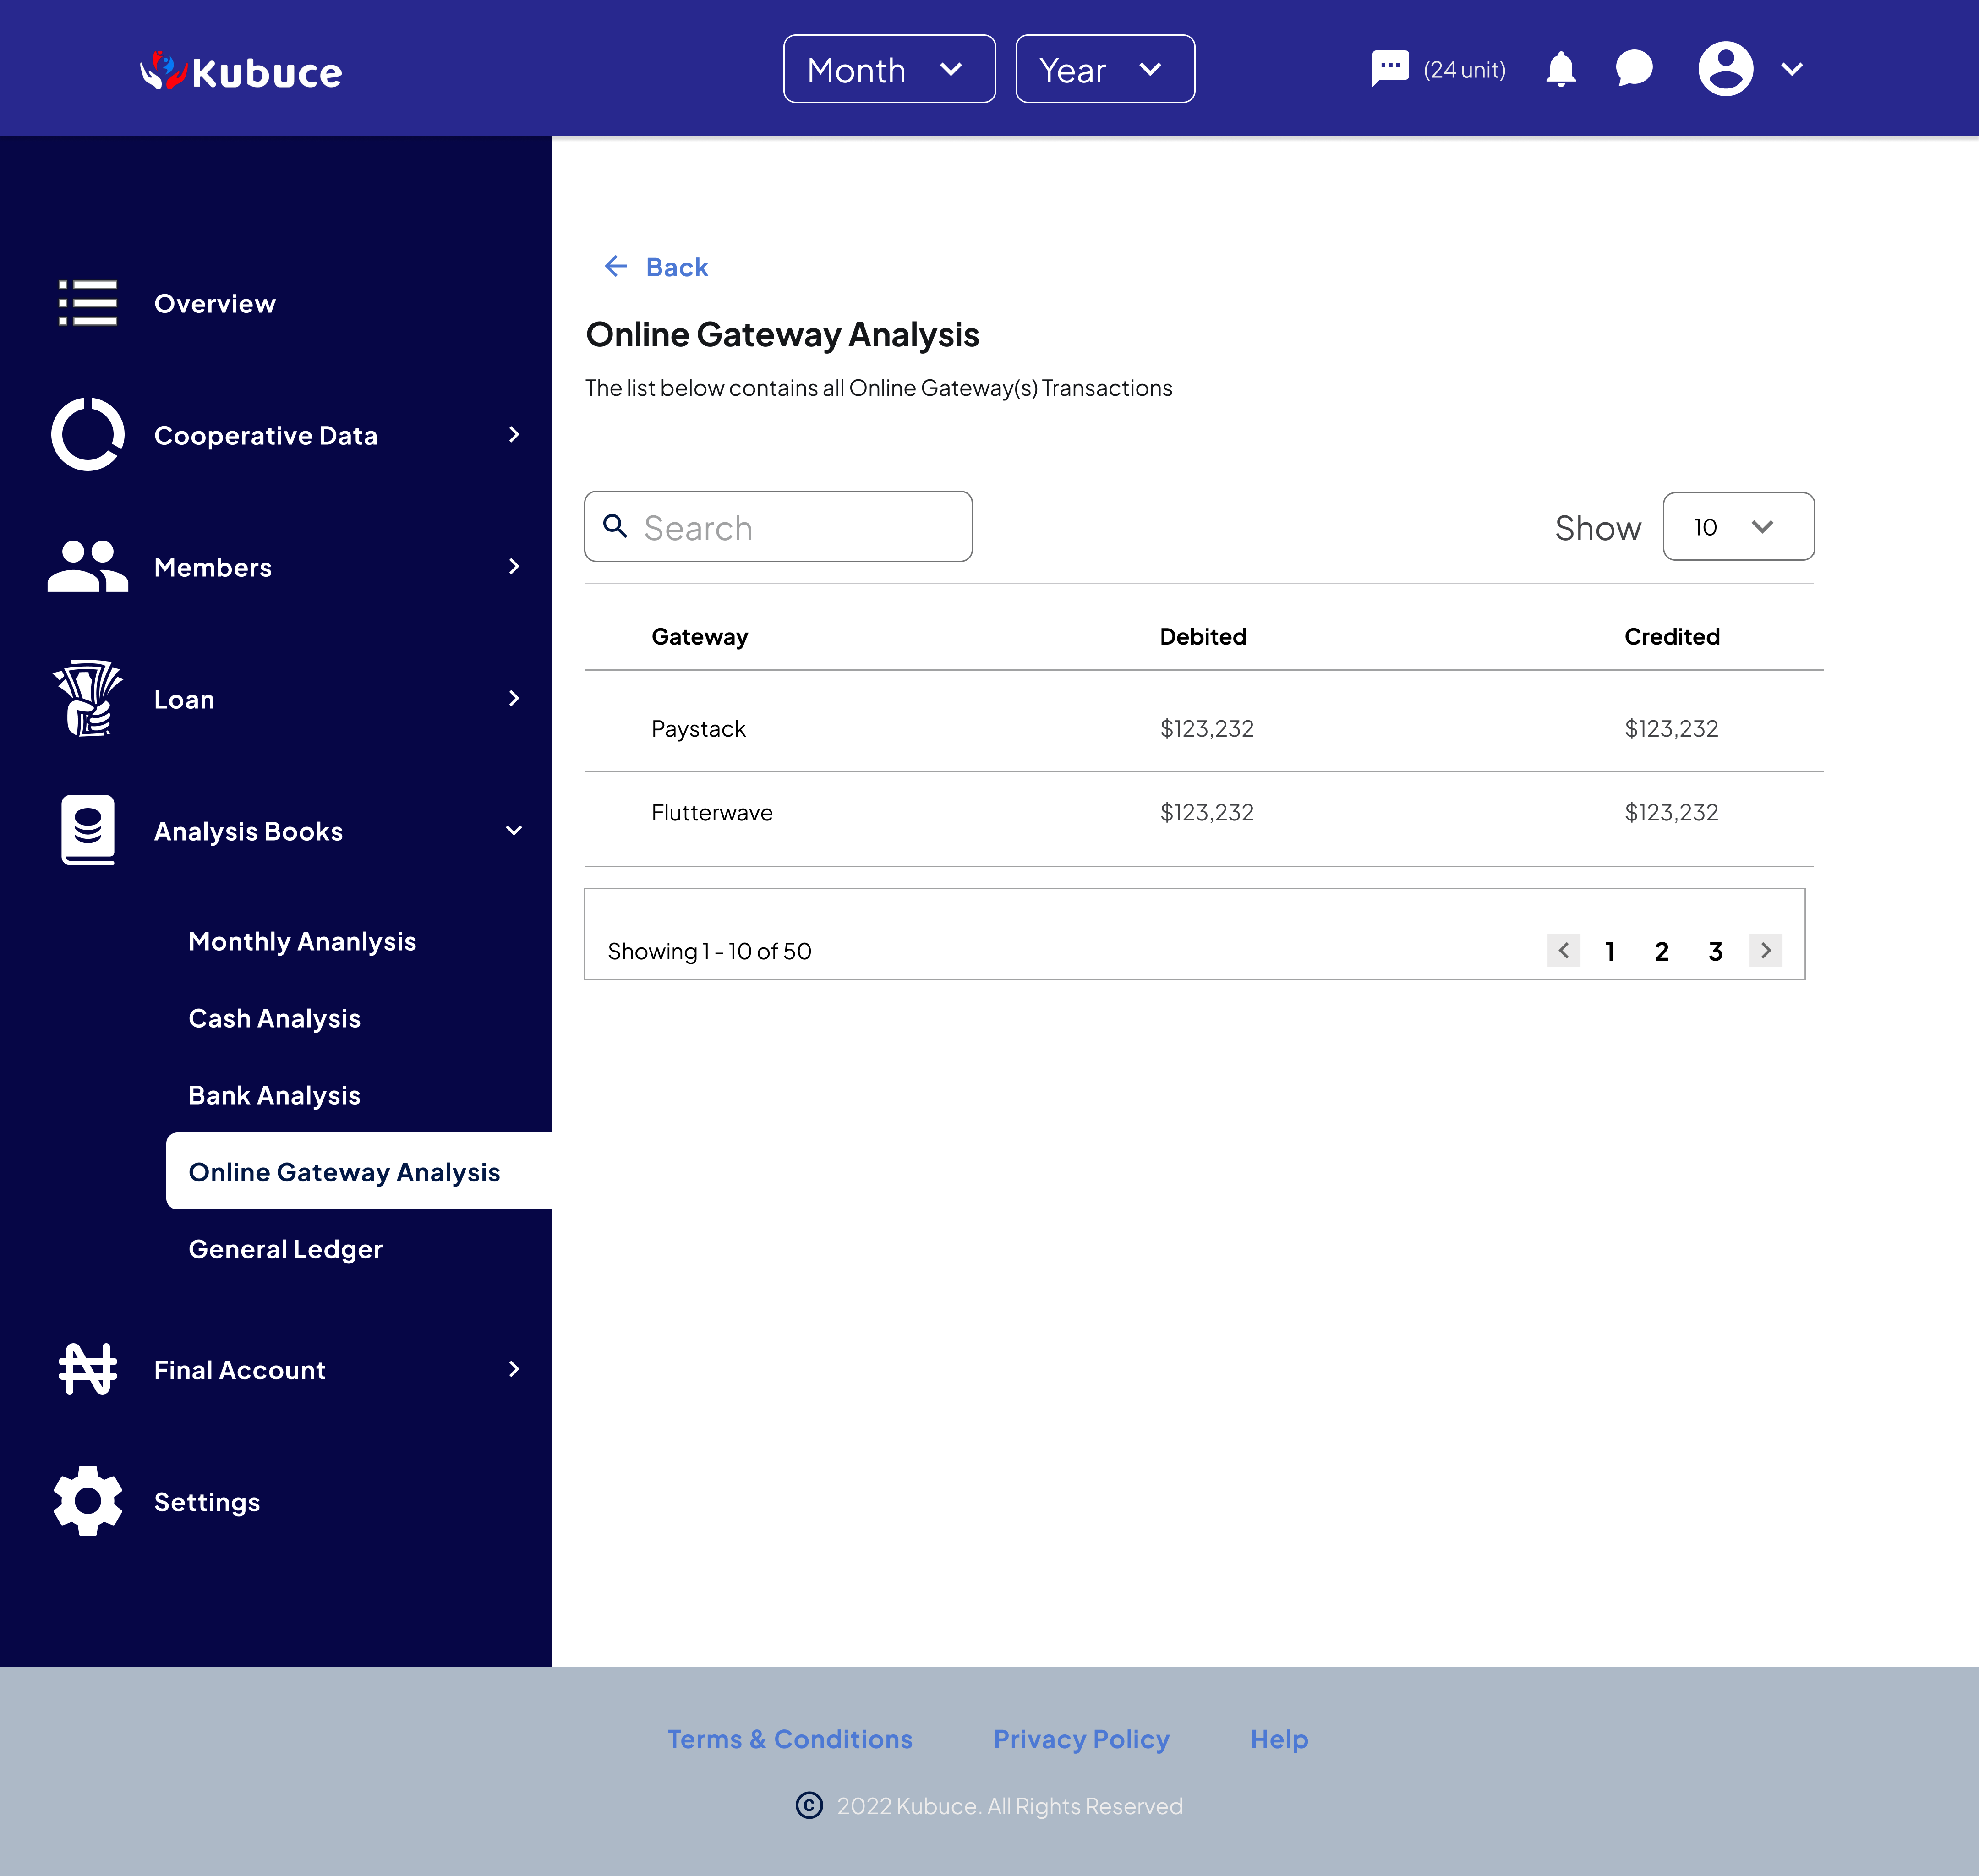 Kubuce
Month
Year
(24 unit)
Overview
Cooperative Data
Members
Loan
Analysis Books
Monthly Ananlysis
Cash Analysis
Bank Analysis
Online Gateway Analysis
General Ledger
Final Account
Settings
Back
Online Gateway Analysis
The list below contains all Online Gateway(s) Transactions
Search
Show 10
Gateway Debited Credited
Paystack $123,232 $123,232
Flutterwave $123,232 $123,232
Showing 1 - 10 of 50
1 2 3
Terms & Conditions Privacy Policy Help
© 2022 Kubuce. All Rights Reserved